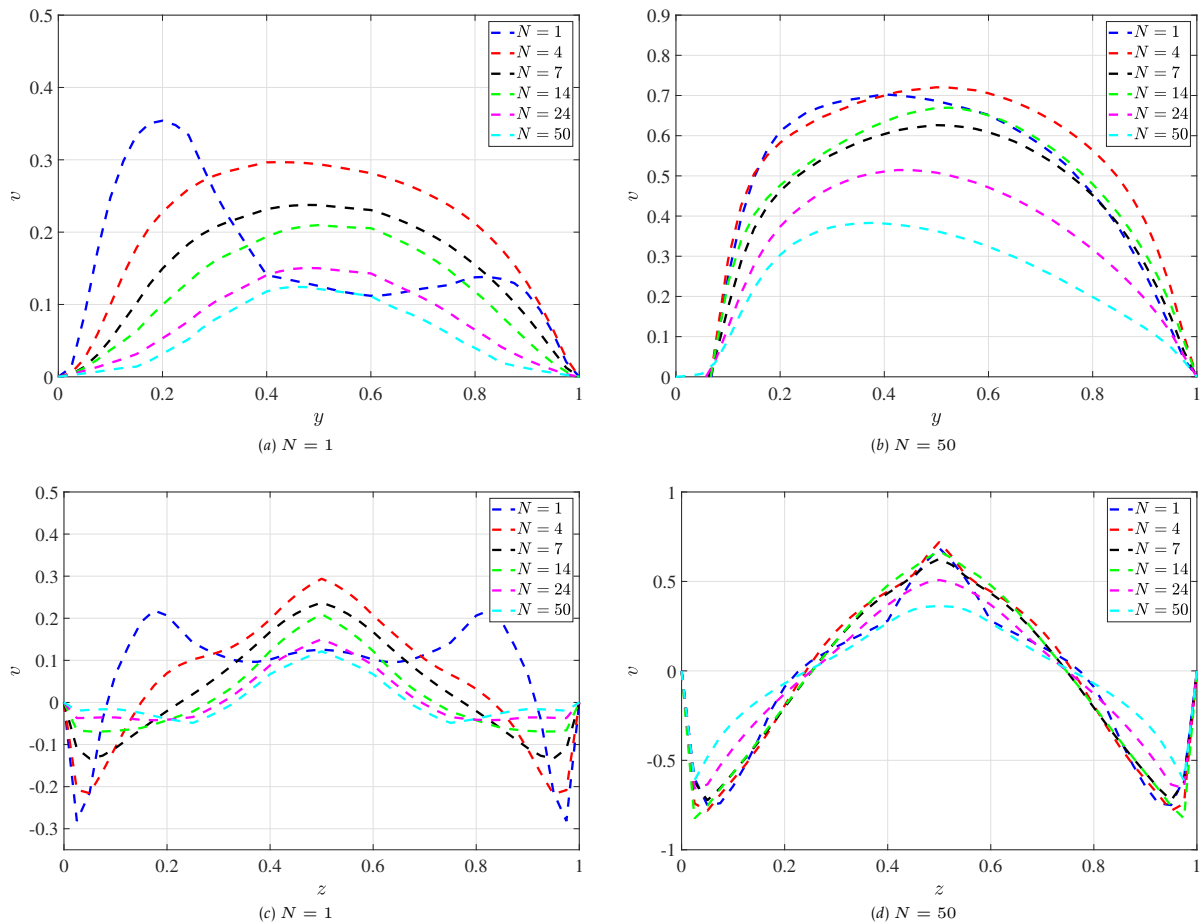 0.5
0.4
0.3
0.2
0.1
0
v
0 0.2 0.4 0.6 0.8 1
y
N = 1
N = 4
N = 7
N = 14
N = 24
N = 50
(a) N = 1
0.9
0.8
0.7
0.6
0.5
0.4
0.3
0.2
0.1
0
v
0 0.2 0.4 0.6 0.8 1
y
N = 1
N = 4
N = 7
N = 14
N = 24
N = 50
(b) N = 50
0.5
0.4
0.3
0.2
0.1
0
-0.1
-0.2
-0.3
v
0 0.2 0.4 0.6 0.8 1
z
N = 1
N = 4
N = 7
N = 14
N = 24
N = 50
(c) N = 1
1
0.5
0
-0.5
-1
v
0 0.2 0.4 0.6 0.8 1
z
N = 1
N = 4
N = 7
N = 14
N = 24
N = 50
(d) N = 50